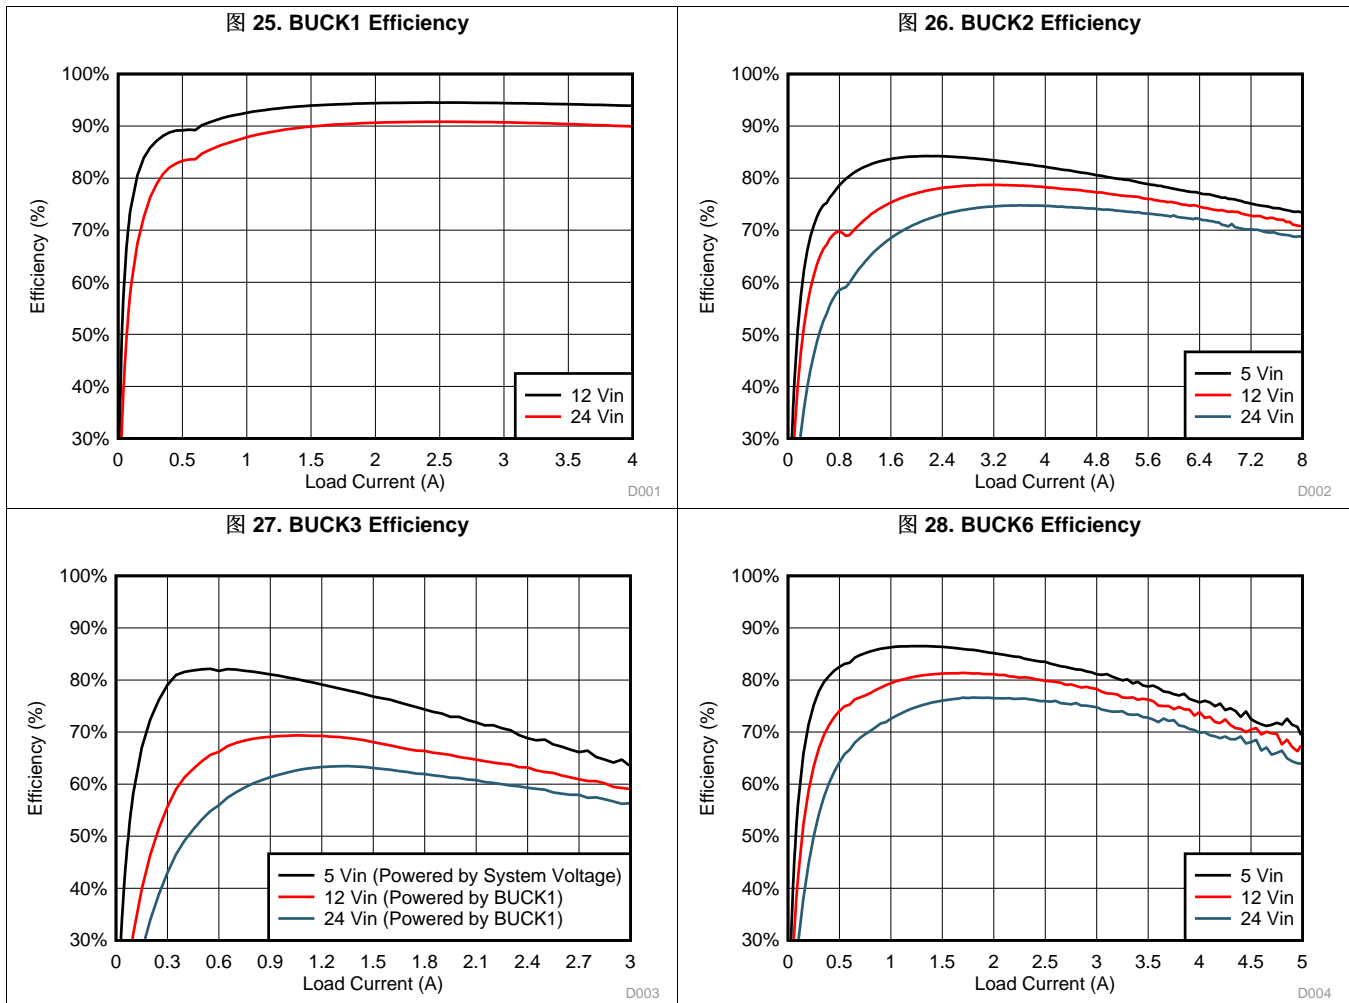 图 25. BUCK1 Efficiency
100%
90%
80%
70%
60%
50%
40%
30%
Efficiency (%)
0 0.5 1 1.5 2 2.5 3 3.5 4
Load Current (A)
12 Vin
24 Vin
D001
图 26. BUCK2 Efficiency
100%
90%
80%
70%
60%
50%
40%
30%
Efficiency (%)
0 0.8 1.6 2.4 3.2 4 4.8 5.6 6.4 7.2 8
Load Current (A)
5 Vin
12 Vin
24 Vin
D002
图 27. BUCK3 Efficiency
100%
90%
80%
70%
60%
50%
40%
30%
Efficiency (%)
0 0.3 0.6 0.9 1.2 1.5 1.8 2.1 2.4 2.7 3
Load Current (A)
5 Vin (Powered by System Voltage)
12 Vin (Powered by BUCK1)
24 Vin (Powered by BUCK1)
D003
图 28. BUCK6 Efficiency
100%
90%
80%
70%
60%
50%
40%
30%
Efficiency (%)
0 0.5 1 1.5 2 2.5 3 3.5 4 4.5 5
Load Current (A)
5 Vin
12 Vin
24 Vin
D004